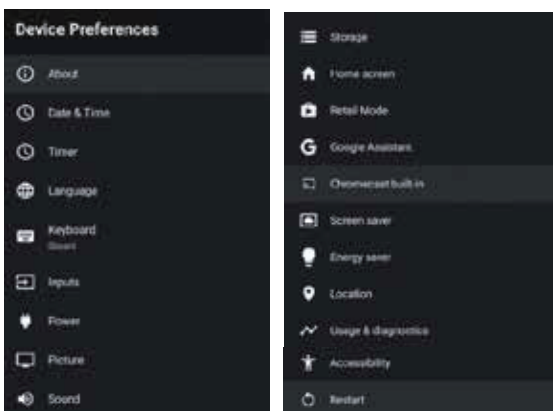 Device Preferences
About
Date & Time
Timer
Language
Keyboard
Gboard
Inputs
Power
Picture
Sound
Storage
Home screen
Retail Mode
Google Assistant
Chromecast built-in
Screen saver
Energy saver
Location
Usage & diagnostics
Accessibility
Restart